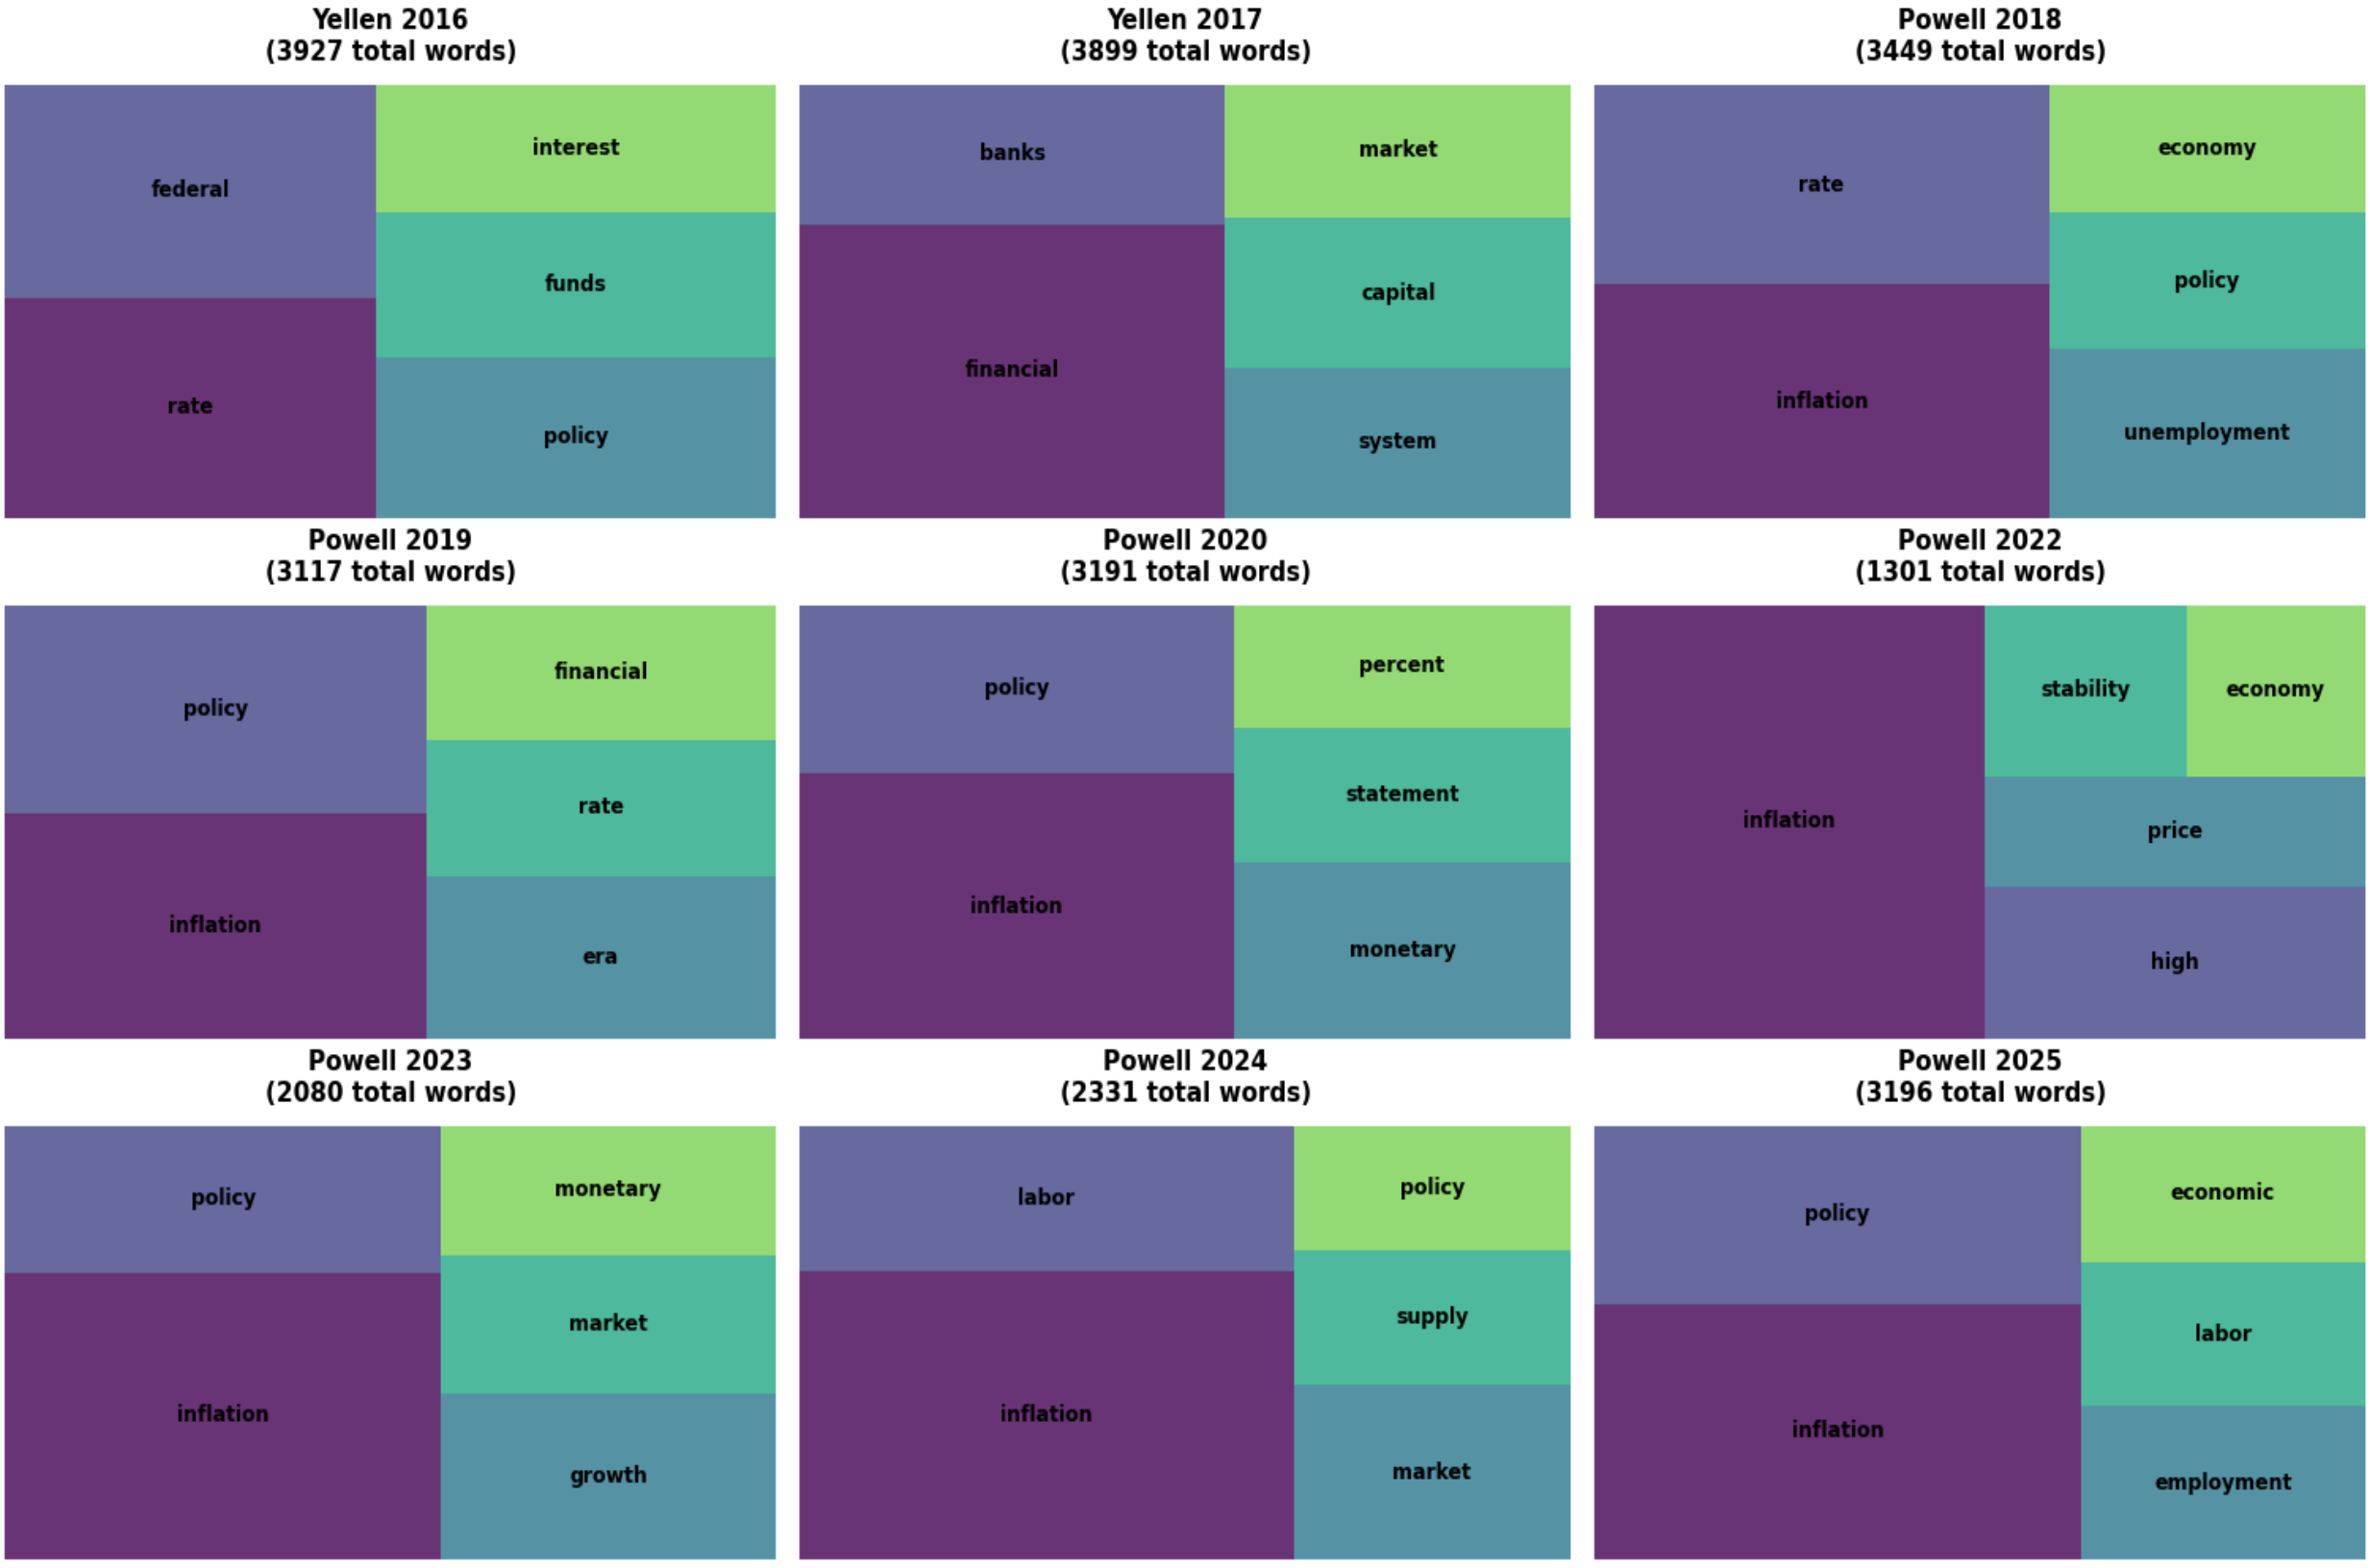 Yellen 2016
(3927 total words)
federal
interest
funds
rate
policy
Yellen 2017
(3899 total words)
banks
market
capital
financial
system
Powell 2018
(3449 total words)
rate
economy
policy
inflation
unemployment
Powell 2019
(3117 total words)
policy
financial
rate
inflation
era
Powell 2020
(3191 total words)
policy
percent
statement
inflation
monetary
Powell 2022
(1301 total words)
inflation
stability
economy
price
high
Powell 2023
(2080 total words)
policy
monetary
market
inflation
growth
Powell 2024
(2331 total words)
labor
policy
supply
inflation
market
Powell 2025
(3196 total words)
policy
economic
labor
inflation
employment